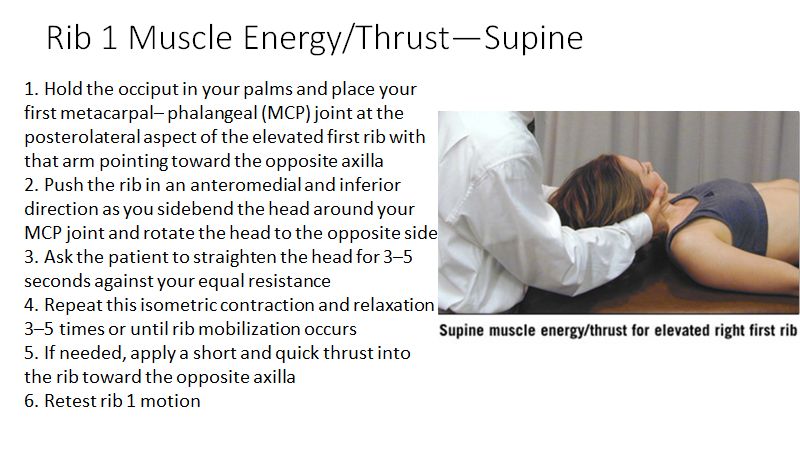 Rib 1 Muscle Energy/Thrust—Supine
1. Hold the occiput in your palms and place your
first metacarpal– phalangeal (MCP) joint at the
posterolateral aspect of the elevated first rib with
that arm pointing toward the opposite axilla
2. Push the rib in an anteromedial and inferior
direction as you sidebend the head around your
MCP joint and rotate the head to the opposite side
3. Ask the patient to straighten the head for 3–5
seconds against your equal resistance
4. Repeat this isometric contraction and relaxation
3–5 times or until rib mobilization occurs
5. If needed, apply a short and quick thrust into
the rib toward the opposite axilla
6. Retest rib 1 motion
Supine muscle energy/thrust for elevated right first rib